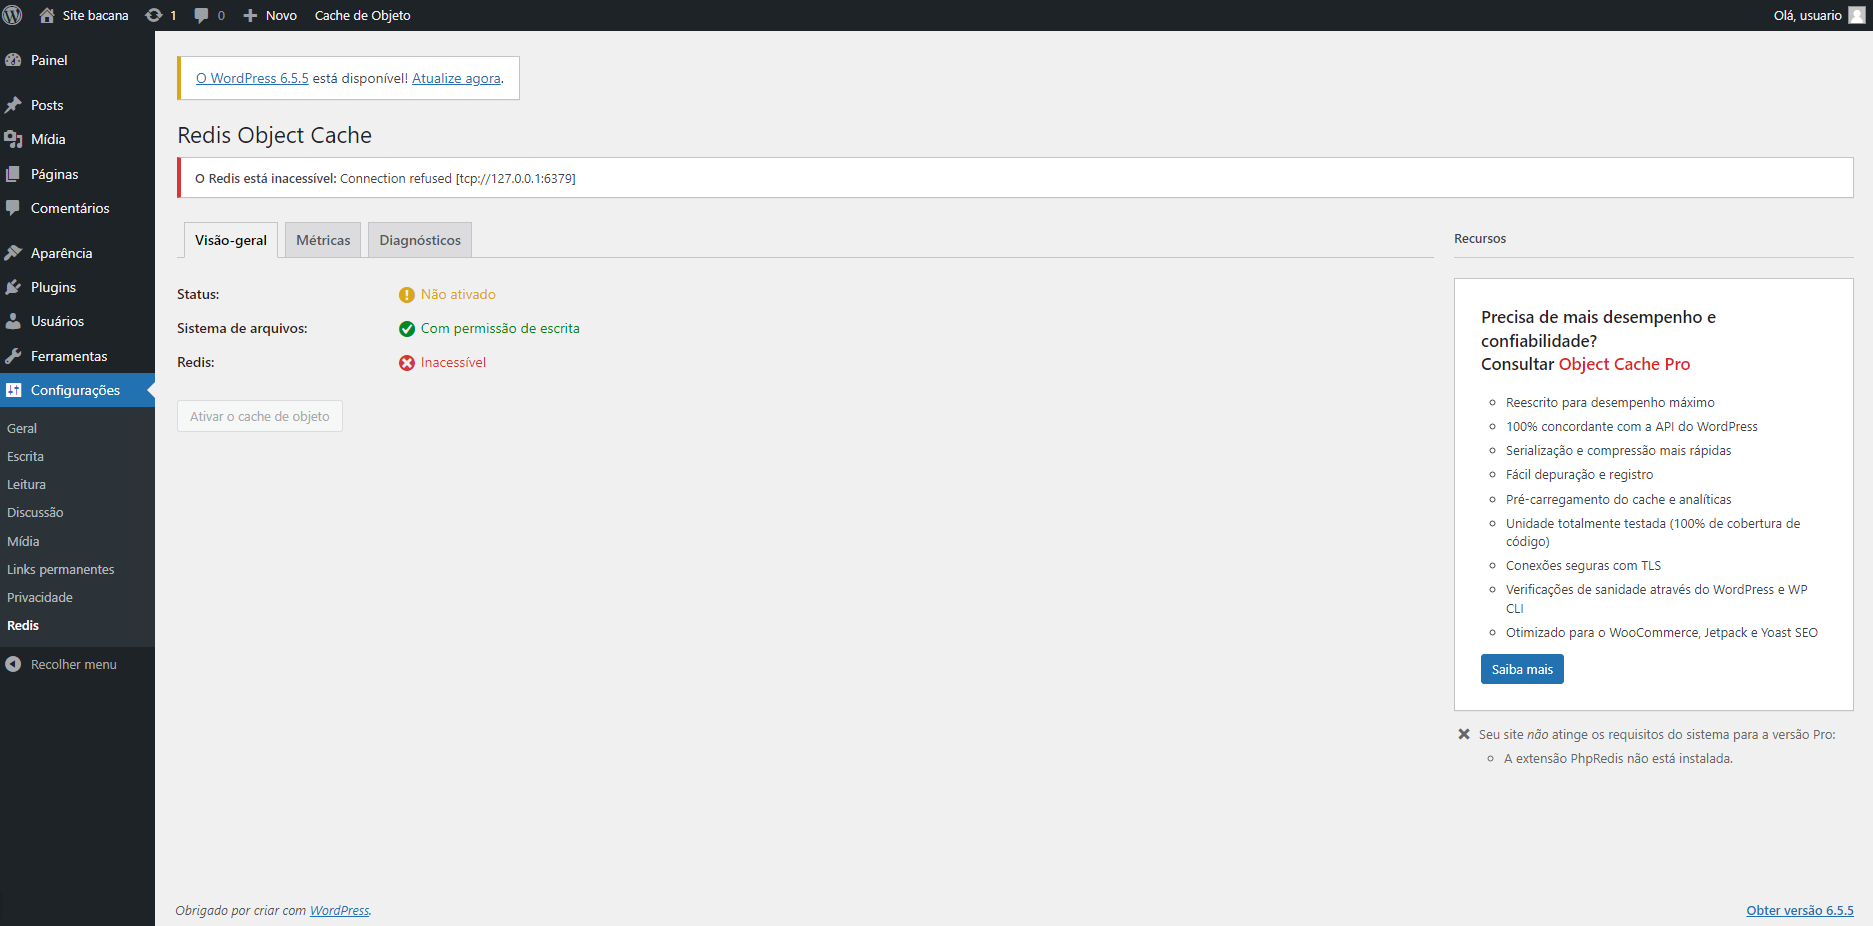 Site bacana 1 0 Novo Cache de Objeto Olá, usuario
Painel
Posts
Mídia
Páginas
Comentários
Aparência
Plugins
Usuários
Ferramentas
Configurações
Geral
Escrita
Leitura
Discussão
Mídia
Links permanentes
Privacidade
Redis
Recolher menu
O WordPress 6.5.5 está disponível! Atualize agora.
Redis Object Cache
O Redis está inacessível: Connection refused [tcp://127.0.0.1:6379]
Visão-geral Métricas Diagnósticos
Status: Não ativado
Sistema de arquivos: Com permissão de escrita
Redis: Inacessível
Ativar o cache de objeto
Recursos
Precisa de mais desempenho e
confiabilidade?
Consultar Object Cache Pro
Reescrito para desempenho máximo
100% concordante com a API do WordPress
Serialização e compressão mais rápidas
Fácil depuração e registro
Pré-carregamento do cache e analíticas
Unidade totalmente testada (100% de cobertura de
código)
Conexões seguras com TLS
Verificações de sanidade através do WordPress e WP
CLI
Otimizado para o WooCommerce, Jetpack e Yoast SEO
Saiba mais
Seu site não atinge os requisitos do sistema para a versão Pro:
A extensão PhpRedis não está instalada.
Obrigado por criar com WordPress.
Obter versão 6.5.5